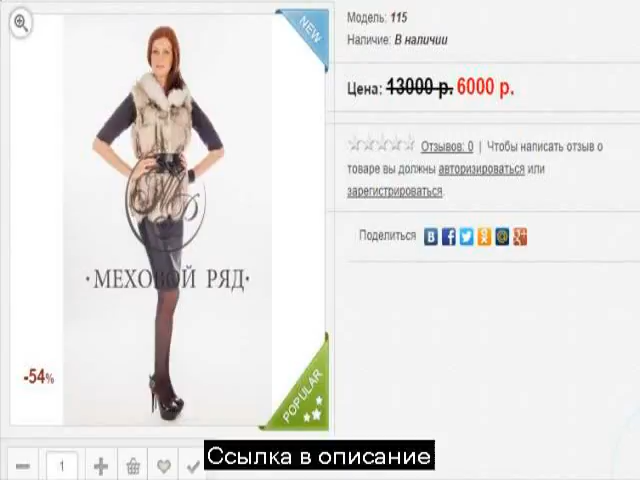 NEW
Модель: 115
Наличие: В наличии
Цена: 13000 р. 6000 р.
Отзывов: 0 | Чтобы написать отзыв о
товаре вы должны авторизироваться или
зарегистрироваться.
Поделиться
·МЕХОВОЙ РЯД·
-54%
POPULAR
1
Ссылка в описание